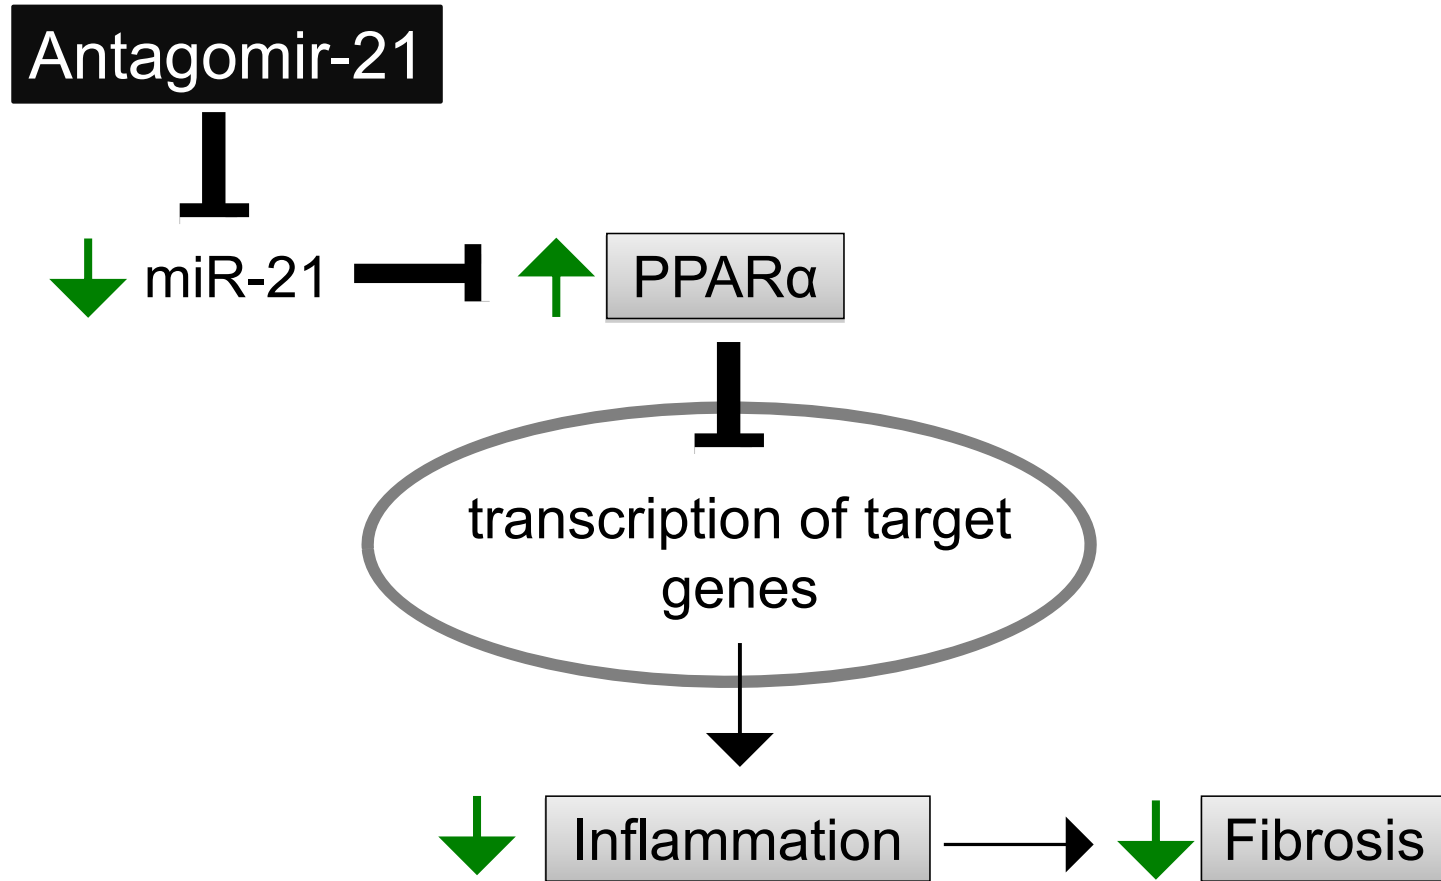 Antagomir-21
miR-21
PPARα
transcription of target
genes
Inflammation
Fibrosis